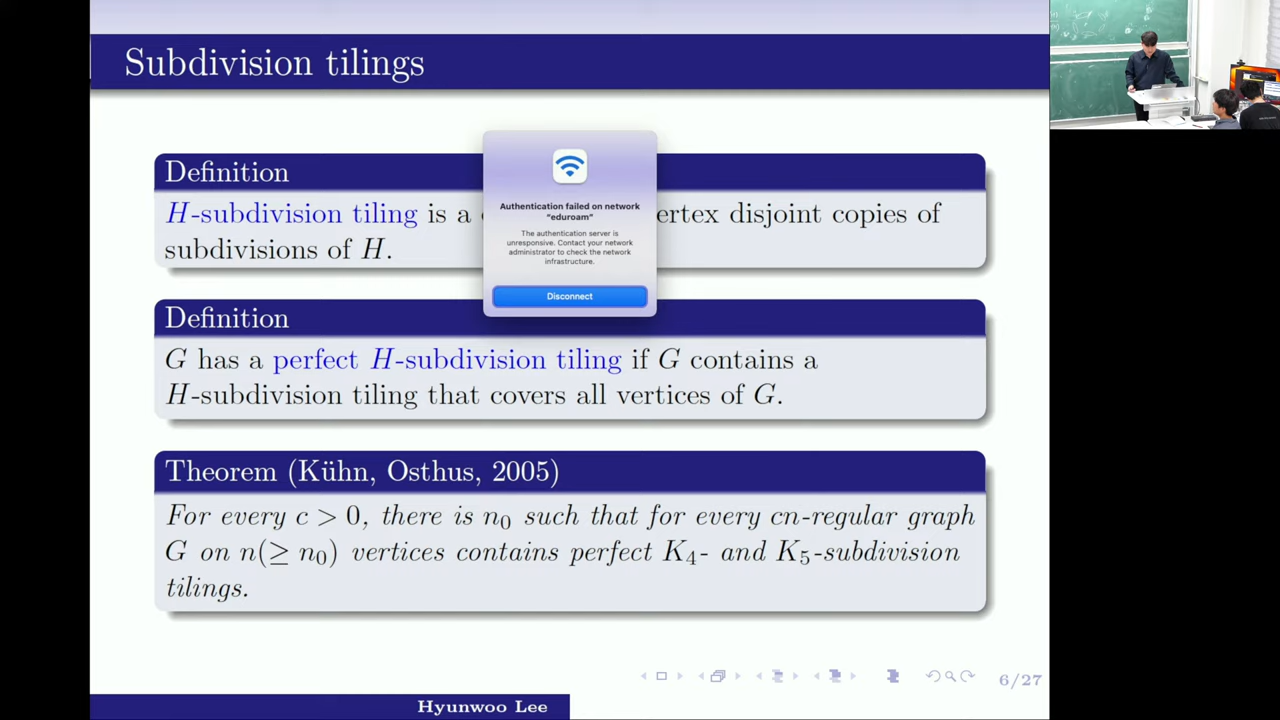 Subdivision tilings
Definition
H-subdivision tiling is a
ertex disjoint copies of
subdivisions of H.
Authentication failed on network
“eduroam”
The authentication server is
unresponsive. Contact your network
administrator to check the network
infrastructure.
Disconnect
Definition
G has a perfect H-subdivision tiling if G contains a
H-subdivision tiling that covers all vertices of G.
Theorem (Kühn, Osthus, 2005)
For every c > 0, there is n₀ such that for every cn-regular graph
G on n(≥ n₀) vertices contains perfect K₄- and K₅-subdivision
tilings.
6/27
Hyunwoo Lee